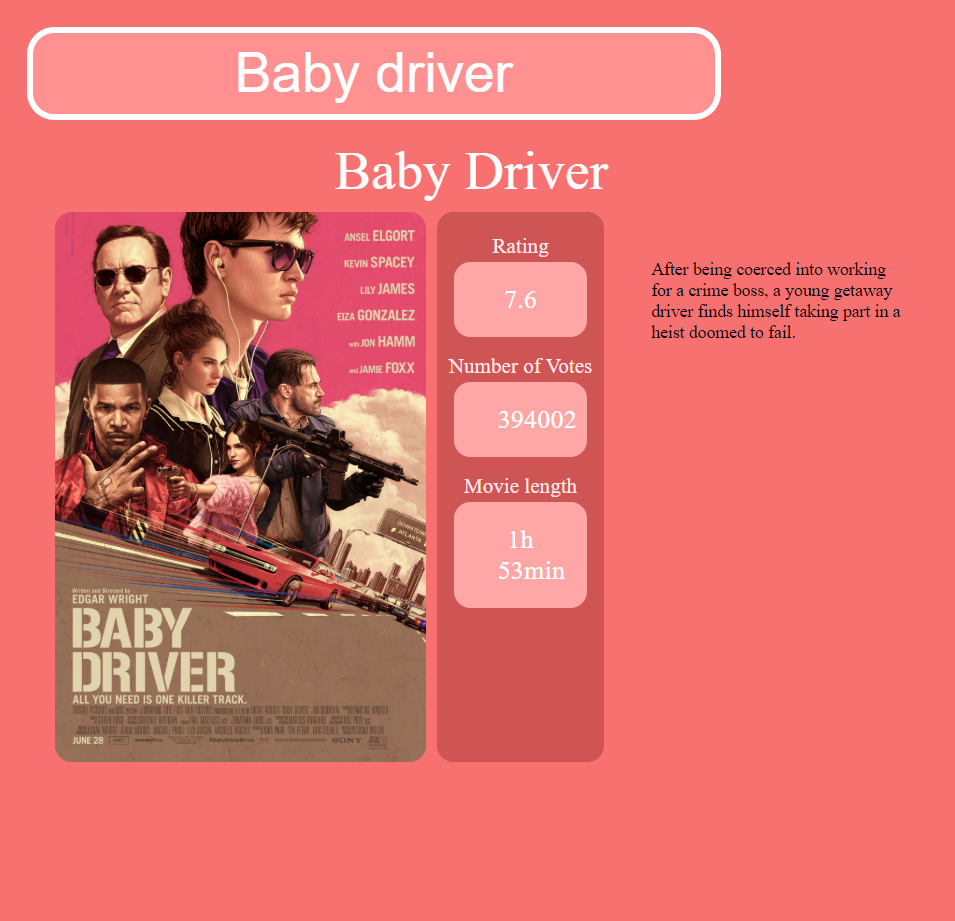 Baby driver
Baby Driver
ANSEL ELGORT
KEVIN SPACEY
LILY JAMES
EIZA GONZALEZ
with JON HAMM
and JAMIE FOXX
DOWNTOWN
ATLANTA
Written and Directed by
EDGAR WRIGHT
BABY
DRIVER
ALL YOU NEED IS ONE KILLER TRACK.
JUNE 28
SONY
Rating
7.6
Number of Votes
394002
Movie length
1h
53min
After being coerced into working
for a crime boss, a young getaway
driver finds himself taking part in a
heist doomed to fail.